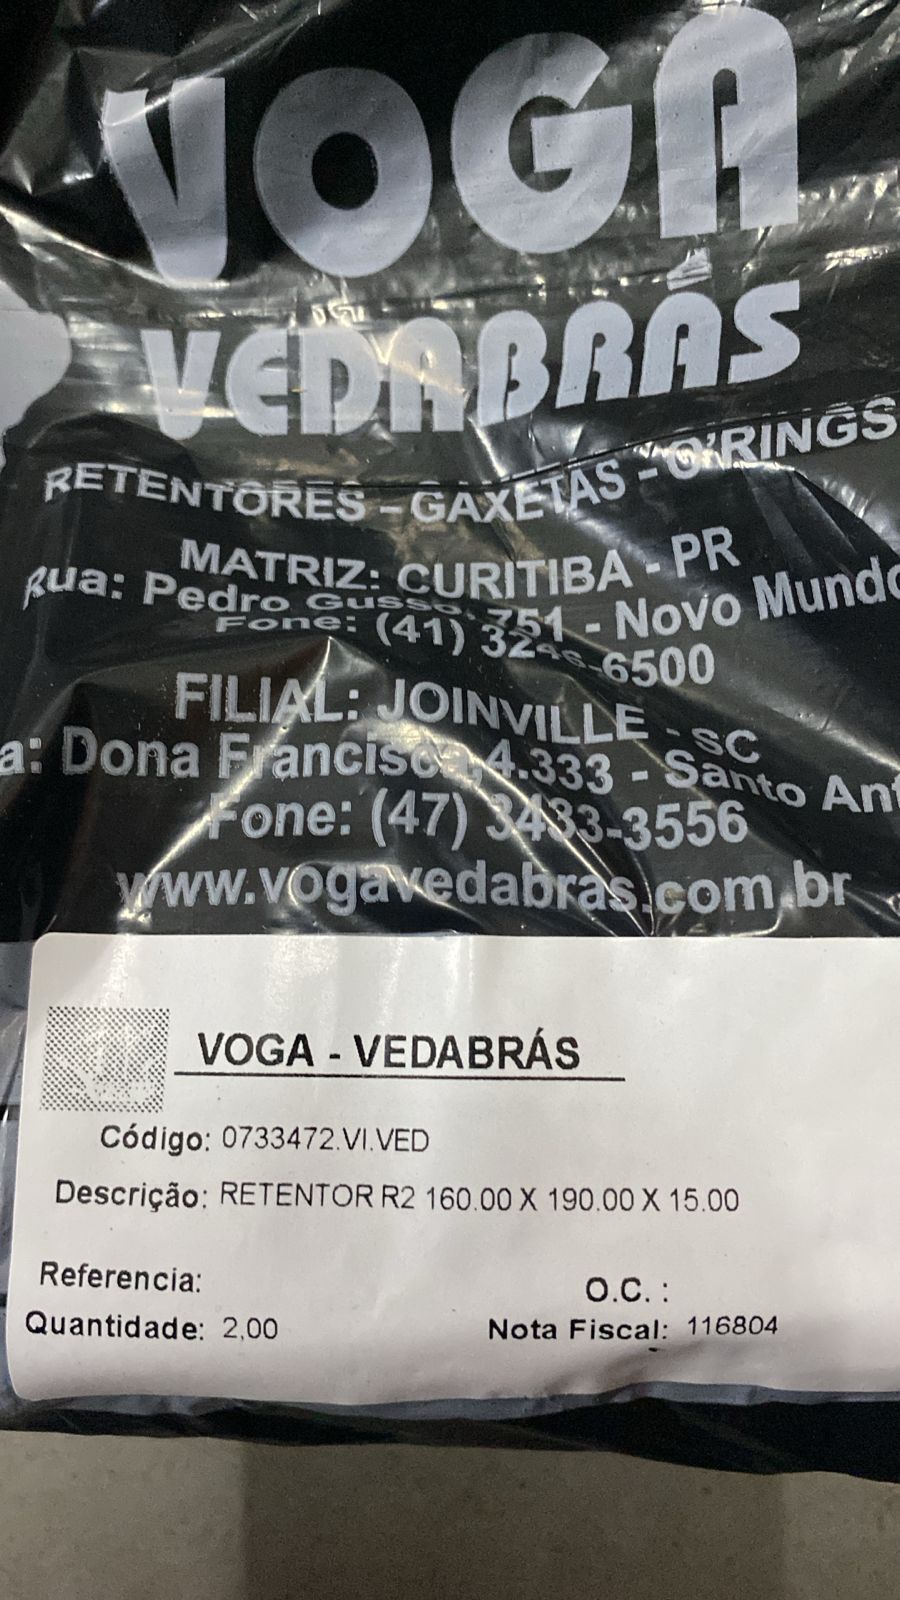 VOGA
VEDABRÁS
RETENTORES - GAXETAS - O'RINGS
MATRIZ: CURITIBA - PR
Rua: Pedro Gusso, 751 - Novo Mundo
Fone: (41) 3246-6500
FILIAL: JOINVILLE - SC
a: Dona Francisca, 4.333 - Santo Ant
Fone: (47) 3433-3556
www.vogavedabras.com.br
VOGA - VEDABRÁS
Código: 0733472.VI.VED
Descrição: RETENTOR R2 160.00 X 190.00 X 15.00
Referencia:
O.C. :
Quantidade: 2,00
Nota Fiscal: 116804